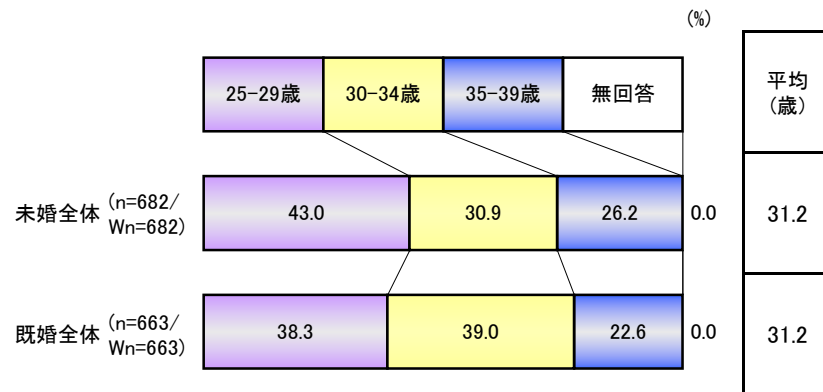 (%)
25-29歳 30-34歳 35-39歳 無回答 平均
(歳)
未婚全体 (n=682/
Wn=682) 43.0 30.9 26.2 0.0 31.2
既婚全体 (n=663/
Wn=663) 38.3 39.0 22.6 0.0 31.2